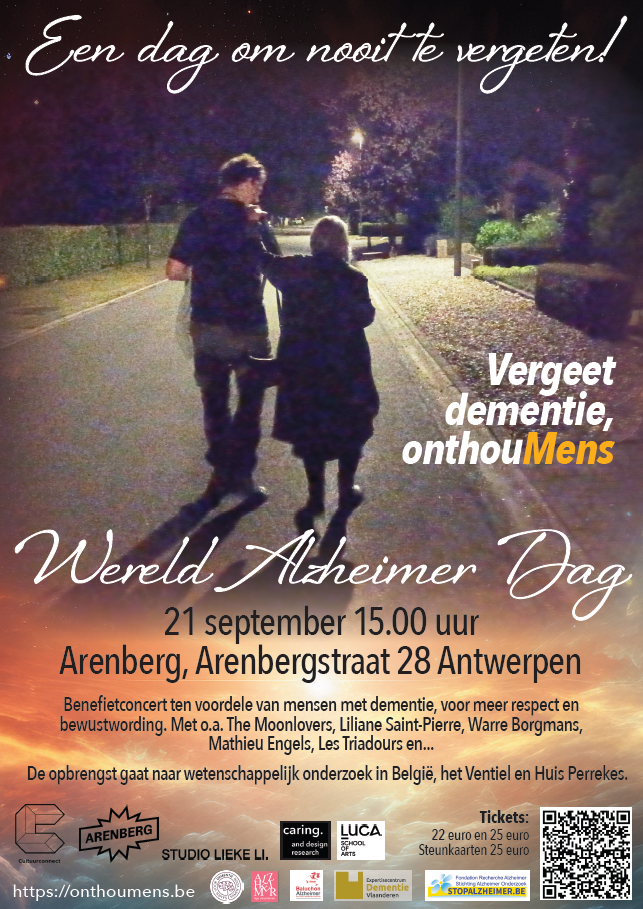 Een dag om nooit te vergeten!
Vergeet
dementie,
onthouMens
Wereld Alzheimer Dag
21 september 15.00 uur
Arenberg, Arenbergstraat 28 Antwerpen
Benefietconcert ten voordele van mensen met dementie, voor meer respect en
bewustwording. Met o.a. The Moonlovers, Liliane Saint-Pierre, Warre Borgmans,
Mathieu Engels, Les Triadours en...
De opbrengst gaat naar wetenschappelijk onderzoek in België, het Ventiel en Huis Perrekes.
Cultuurconnect
ARENBERG
STUDIO LIEKE LI.
caring.
and design
research
LUCA
SCHOOL
OF
ARTS
Tickets:
22 euro en 25 euro
Steunkaarten 25 euro
https://onthoumens.be
Baluchon
Alzheimer
Expertisecentrum
Dementie
Vlaanderen
Fondation Recherche Alzheimer
Stichting Alzheimer Onderzoek
STOPALZHEIMER.BE